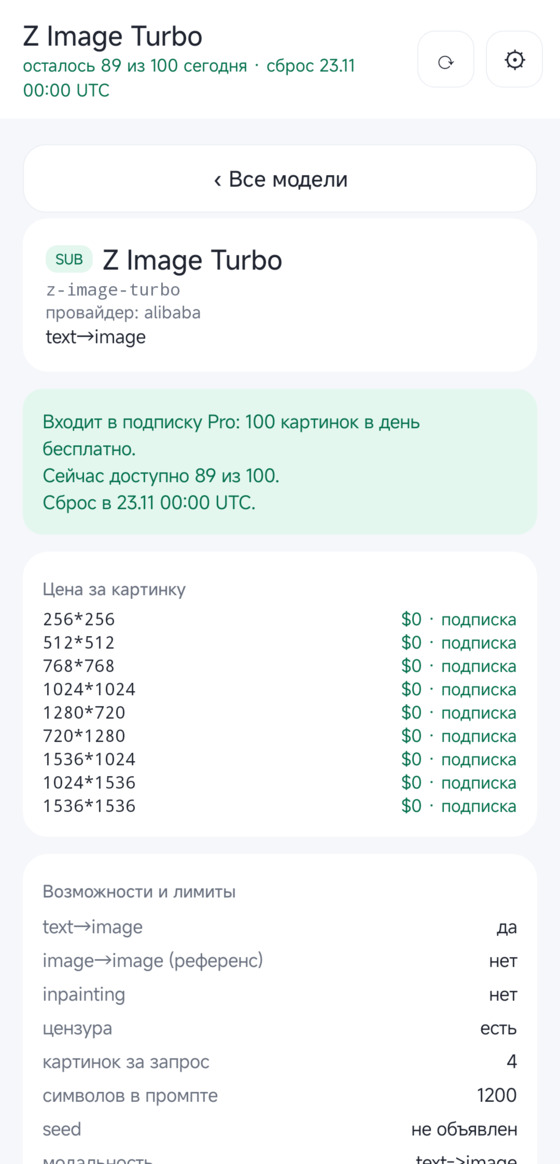 Z Image Turbo
осталось 89 из 100 сегодня · сброс 23.11
00:00 UTC
‹ Все модели
SUB Z Image Turbo
z-image-turbo
провайдер: alibaba
text→image
Входит в подписку Pro: 100 картинок в день
бесплатно.
Сейчас доступно 89 из 100.
Сброс в 23.11 00:00 UTC.
Цена за картинку
256*256 $0 · подписка
512*512 $0 · подписка
768*768 $0 · подписка
1024*1024 $0 · подписка
1280*720 $0 · подписка
720*1280 $0 · подписка
1536*1024 $0 · подписка
1024*1536 $0 · подписка
1536*1536 $0 · подписка
Возможности и лимиты
text→image да
image→image (референс) нет
inpainting нет
цензура есть
картинок за запрос 4
символов в промпте 1200
seed не объявлен
модальность text->image